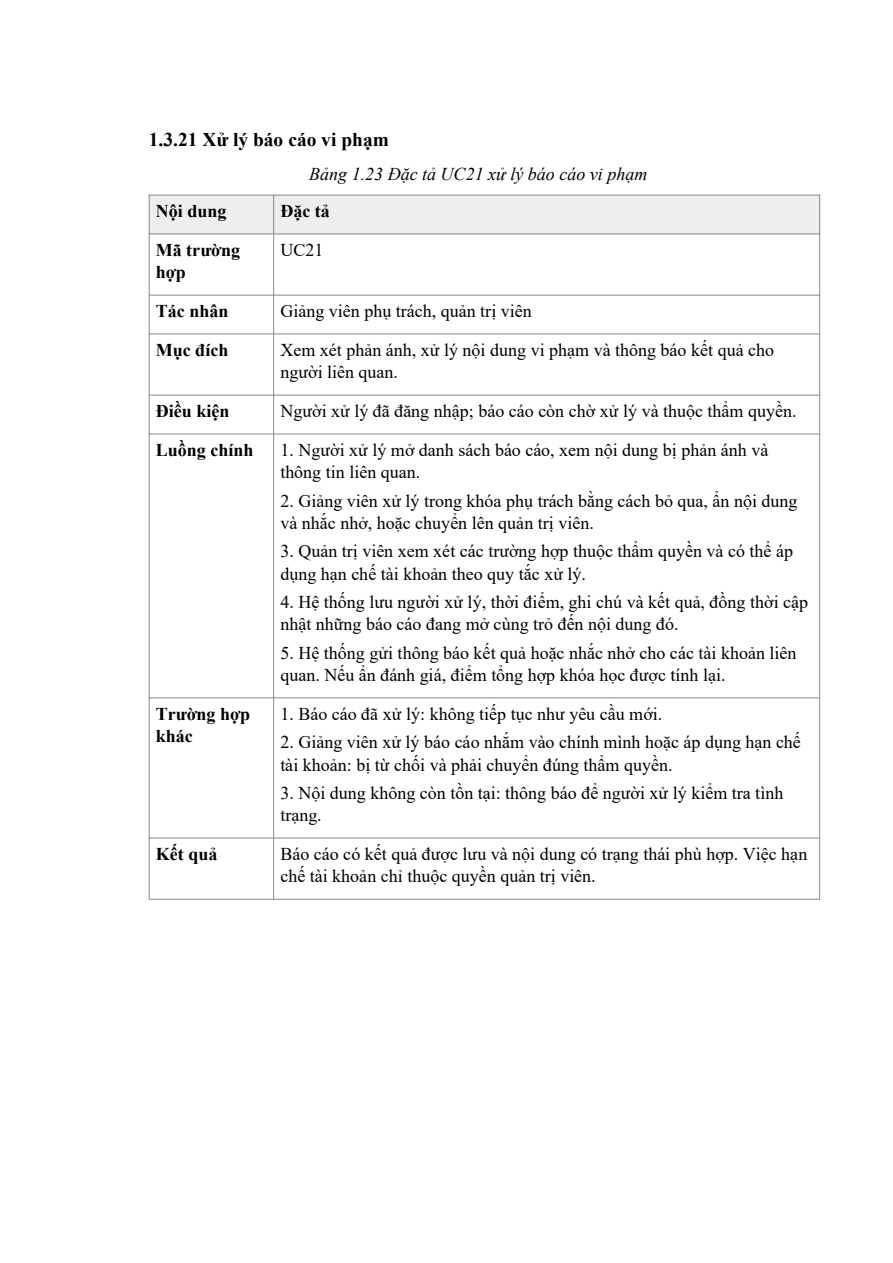 1.3.21 Xử lý báo cáo vi phạm
Bảng 1.23 Đặc tả UC21 xử lý báo cáo vi phạm
Nội dung
Đặc tả
Mã trường
hợp
UC21
Tác nhân
Giảng viên phụ trách, quản trị viên
Mục đích
Xem xét phản ánh, xử lý nội dung vi phạm và thông báo kết quả cho
người liên quan.
Điều kiện
Người xử lý đã đăng nhập; báo cáo còn chờ xử lý và thuộc thẩm quyền.
Luồng chính
1. Người xử lý mở danh sách báo cáo, xem nội dung bị phản ánh và
thông tin liên quan.
2. Giảng viên xử lý trong khóa phụ trách bằng cách bỏ qua, ẩn nội dung
và nhắc nhở, hoặc chuyển lên quản trị viên.
3. Quản trị viên xem xét các trường hợp thuộc thẩm quyền và có thể áp
dụng hạn chế tài khoản theo quy tắc xử lý.
4. Hệ thống lưu người xử lý, thời điểm, ghi chú và kết quả, đồng thời cập
nhật những báo cáo đang mở cùng trỏ đến nội dung đó.
5. Hệ thống gửi thông báo kết quả hoặc nhắc nhở cho các tài khoản liên
quan. Nếu ẩn đánh giá, điểm tổng hợp khóa học được tính lại.
Trường hợp
khác
1. Báo cáo đã xử lý: không tiếp tục như yêu cầu mới.
2. Giảng viên xử lý báo cáo nhắm vào chính mình hoặc áp dụng hạn chế
tài khoản: bị từ chối và phải chuyển đúng thẩm quyền.
3. Nội dung không còn tồn tại: thông báo để người xử lý kiểm tra tình
trạng.
Kết quả
Báo cáo có kết quả được lưu và nội dung có trạng thái phù hợp. Việc hạn
chế tài khoản chỉ thuộc quyền quản trị viên.